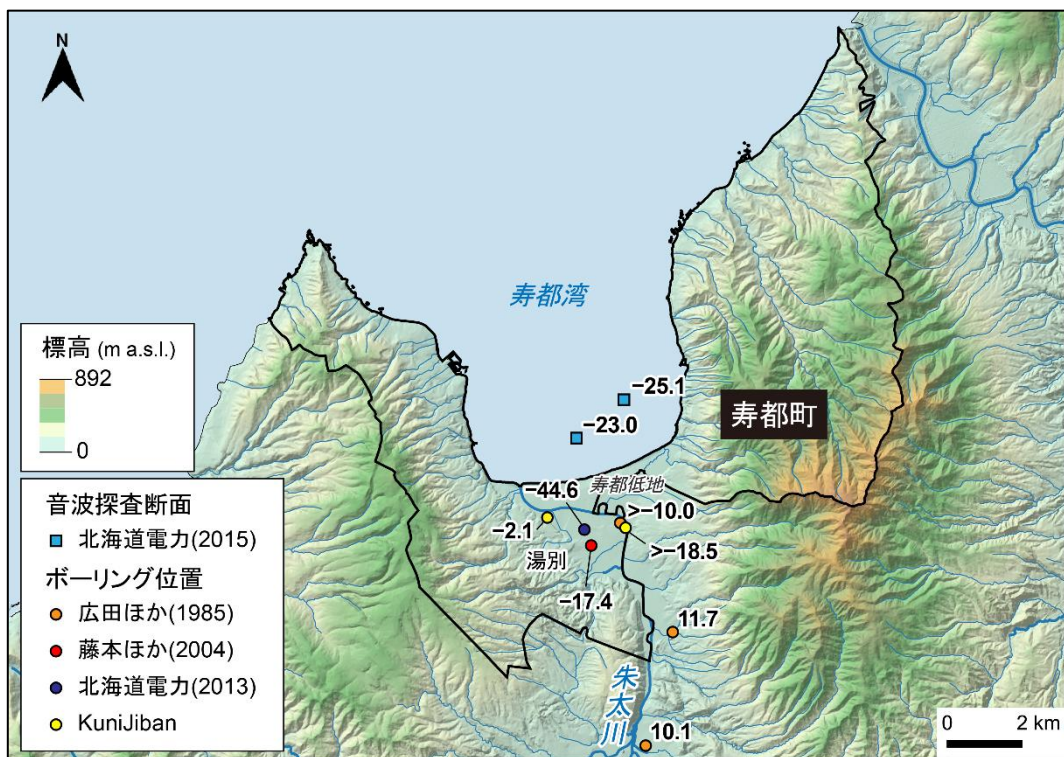 N
寿都湾
標高 (m a.s.l.)
892
0
−25.1
−23.0
寿都町
寿都低地
−44.6
>−10.0
−2.1
>−18.5
湯別
−17.4
11.7
朱太川
10.1
音波探査断面
北海道電力(2015)
ボーリング位置
広田ほか(1985)
藤本ほか(2004)
北海道電力(2013)
KuniJiban
0 2 km